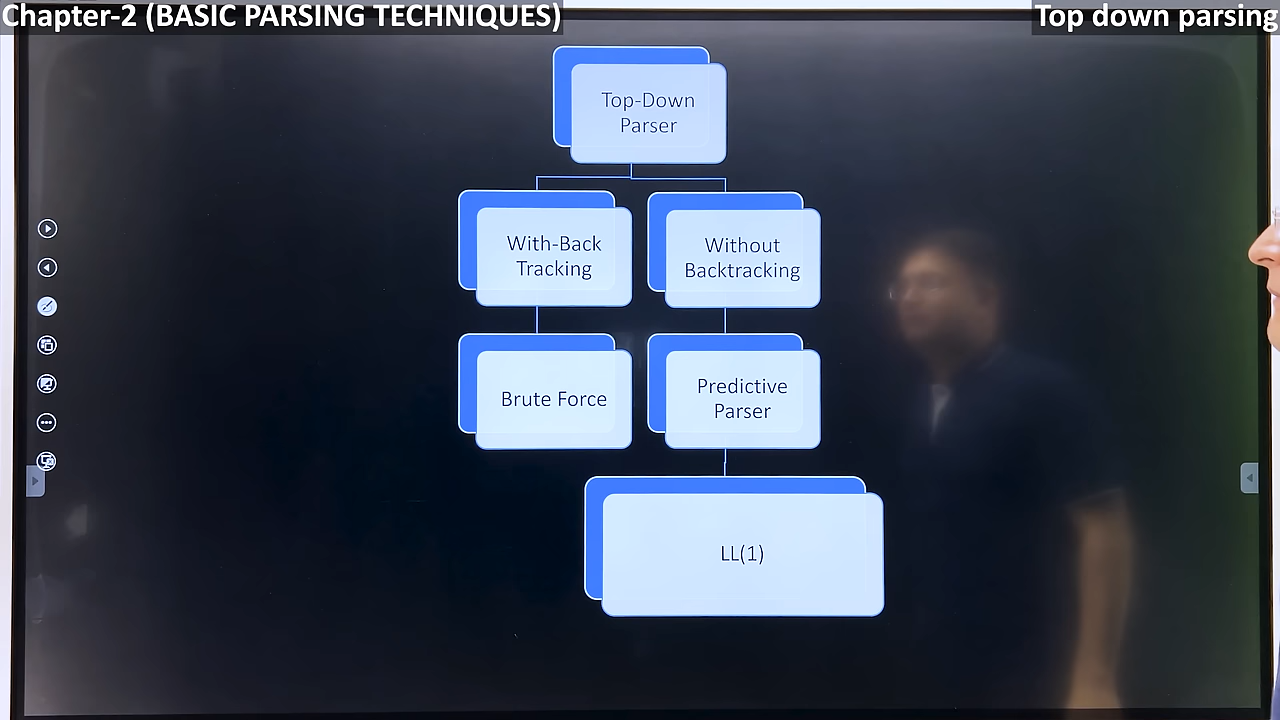 Chapter-2 (BASIC PARSING TECHNIQUES)
Top down parsing
Top-Down
Parser
With-Back
Tracking
Without
Backtracking
Brute Force
Predictive
Parser
LL(1)